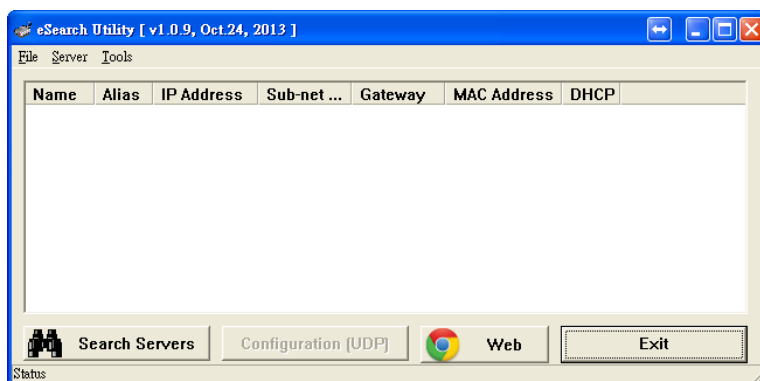 eSearch Utility [ v1.0.9, Oct.24, 2013 ]
File Server Tools
Name Alias IP Address Sub-net ... Gateway MAC Address DHCP
Search Servers Configuration (UDP) Web Exit
Status